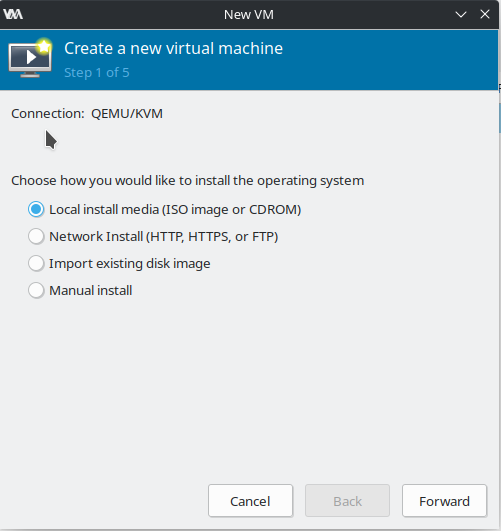 New VM
Create a new virtual machine
Step 1 of 5
Connection: QEMU/KVM
Choose how you would like to install the operating system
Local install media (ISO image or CDROM)
Network Install (HTTP, HTTPS, or FTP)
Import existing disk image
Manual install
Cancel Back Forward